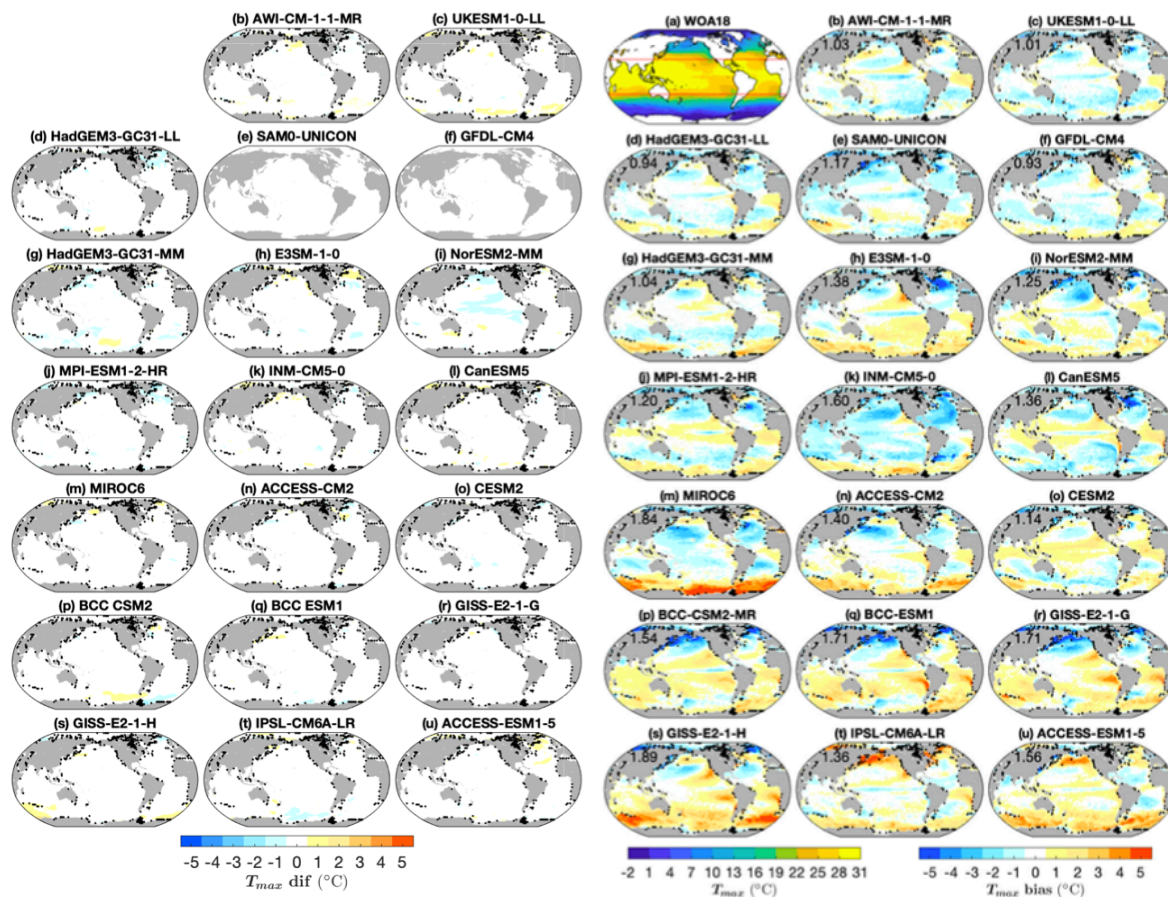 (b) AWI-CM-1-1-MR
(c) UKESM1-0-LL
(d) HadGEM3-GC31-LL
(e) SAM0-UNICON
(f) GFDL-CM4
(g) HadGEM3-GC31-MM
(h) E3SM-1-0
(i) NorESM2-MM
(j) MPI-ESM1-2-HR
(k) INM-CM5-0
(l) CanESM5
(m) MIROC6
(n) ACCESS-CM2
(o) CESM2
(p) BCC CSM2
(q) BCC ESM1
(r) GISS-E2-1-G
(s) GISS-E2-1-H
(t) IPSL-CM6A-LR
(u) ACCESS-ESM1-5
-5 -4 -3 -2 -1 0 1 2 3 4 5
Tmax dif (°C)
(a) WOA18
(b) AWI-CM-1-1-MR
1.03
(c) UKESM1-0-LL
1.01
(d) HadGEM3-GC31-LL
0.94
(e) SAM0-UNICON
1.17
(f) GFDL-CM4
0.93
(g) HadGEM3-GC31-MM
1.04
(h) E3SM-1-0
1.38
(i) NorESM2-MM
1.25
(j) MPI-ESM1-2-HR
1.20
(k) INM-CM5-0
1.60
(l) CanESM5
1.36
(m) MIROC6
1.84
(n) ACCESS-CM2
1.40
(o) CESM2
1.14
(p) BCC-CSM2-MR
1.54
(q) BCC-ESM1
1.71
(r) GISS-E2-1-G
1.71
(s) GISS-E2-1-H
1.89
(t) IPSL-CM6A-LR
1.36
(u) ACCESS-ESM1-5
1.56
-2 1 4 7 10 13 16 19 22 25 28 31
Tmax (°C)
-5 -4 -3 -2 -1 0 1 2 3 4 5
Tmax bias (°C)